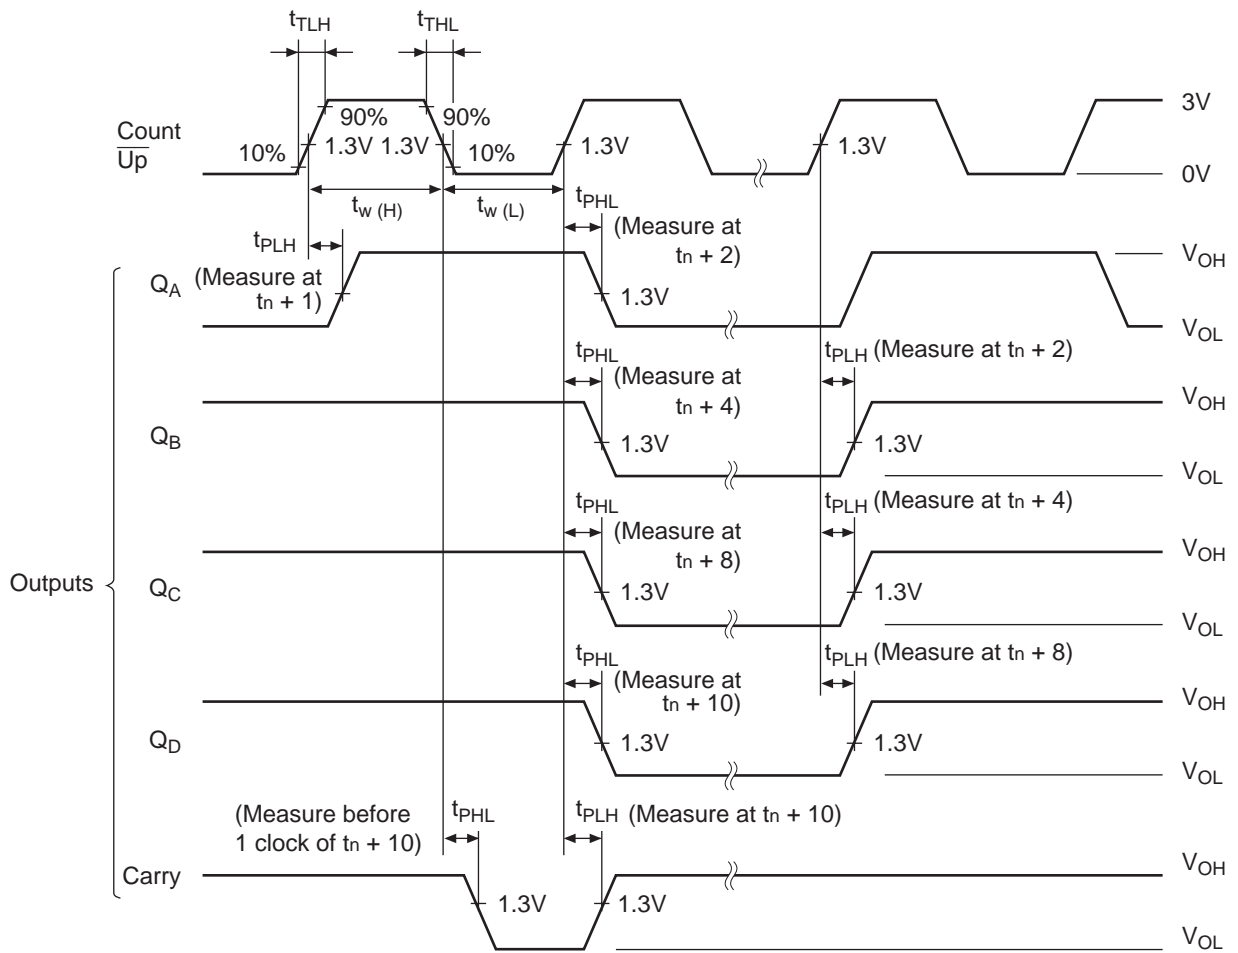 tTLH tTHL
90% 90%
3V
Count
Up
10% 1.3V 1.3V 10% 1.3V 1.3V
0V
tw (H) tw (L)
tPHL
(Measure at
tn + 2)
tPLH
(Measure at
tn + 1)
QA
1.3V
VOH
VOL
tPHL
(Measure at
tn + 4)
tPLH (Measure at tn + 2)
VOH
QB
1.3V 1.3V
VOL
tPHL
(Measure at
tn + 8)
tPLH (Measure at tn + 4)
VOH
Outputs
QC
1.3V 1.3V
VOL
tPHL
(Measure at
tn + 10)
tPLH (Measure at tn + 8)
VOH
QD
1.3V 1.3V
VOL
(Measure before
1 clock of tn + 10)
tPHL
tPLH (Measure at tn + 10)
VOH
Carry
1.3V 1.3V
VOL